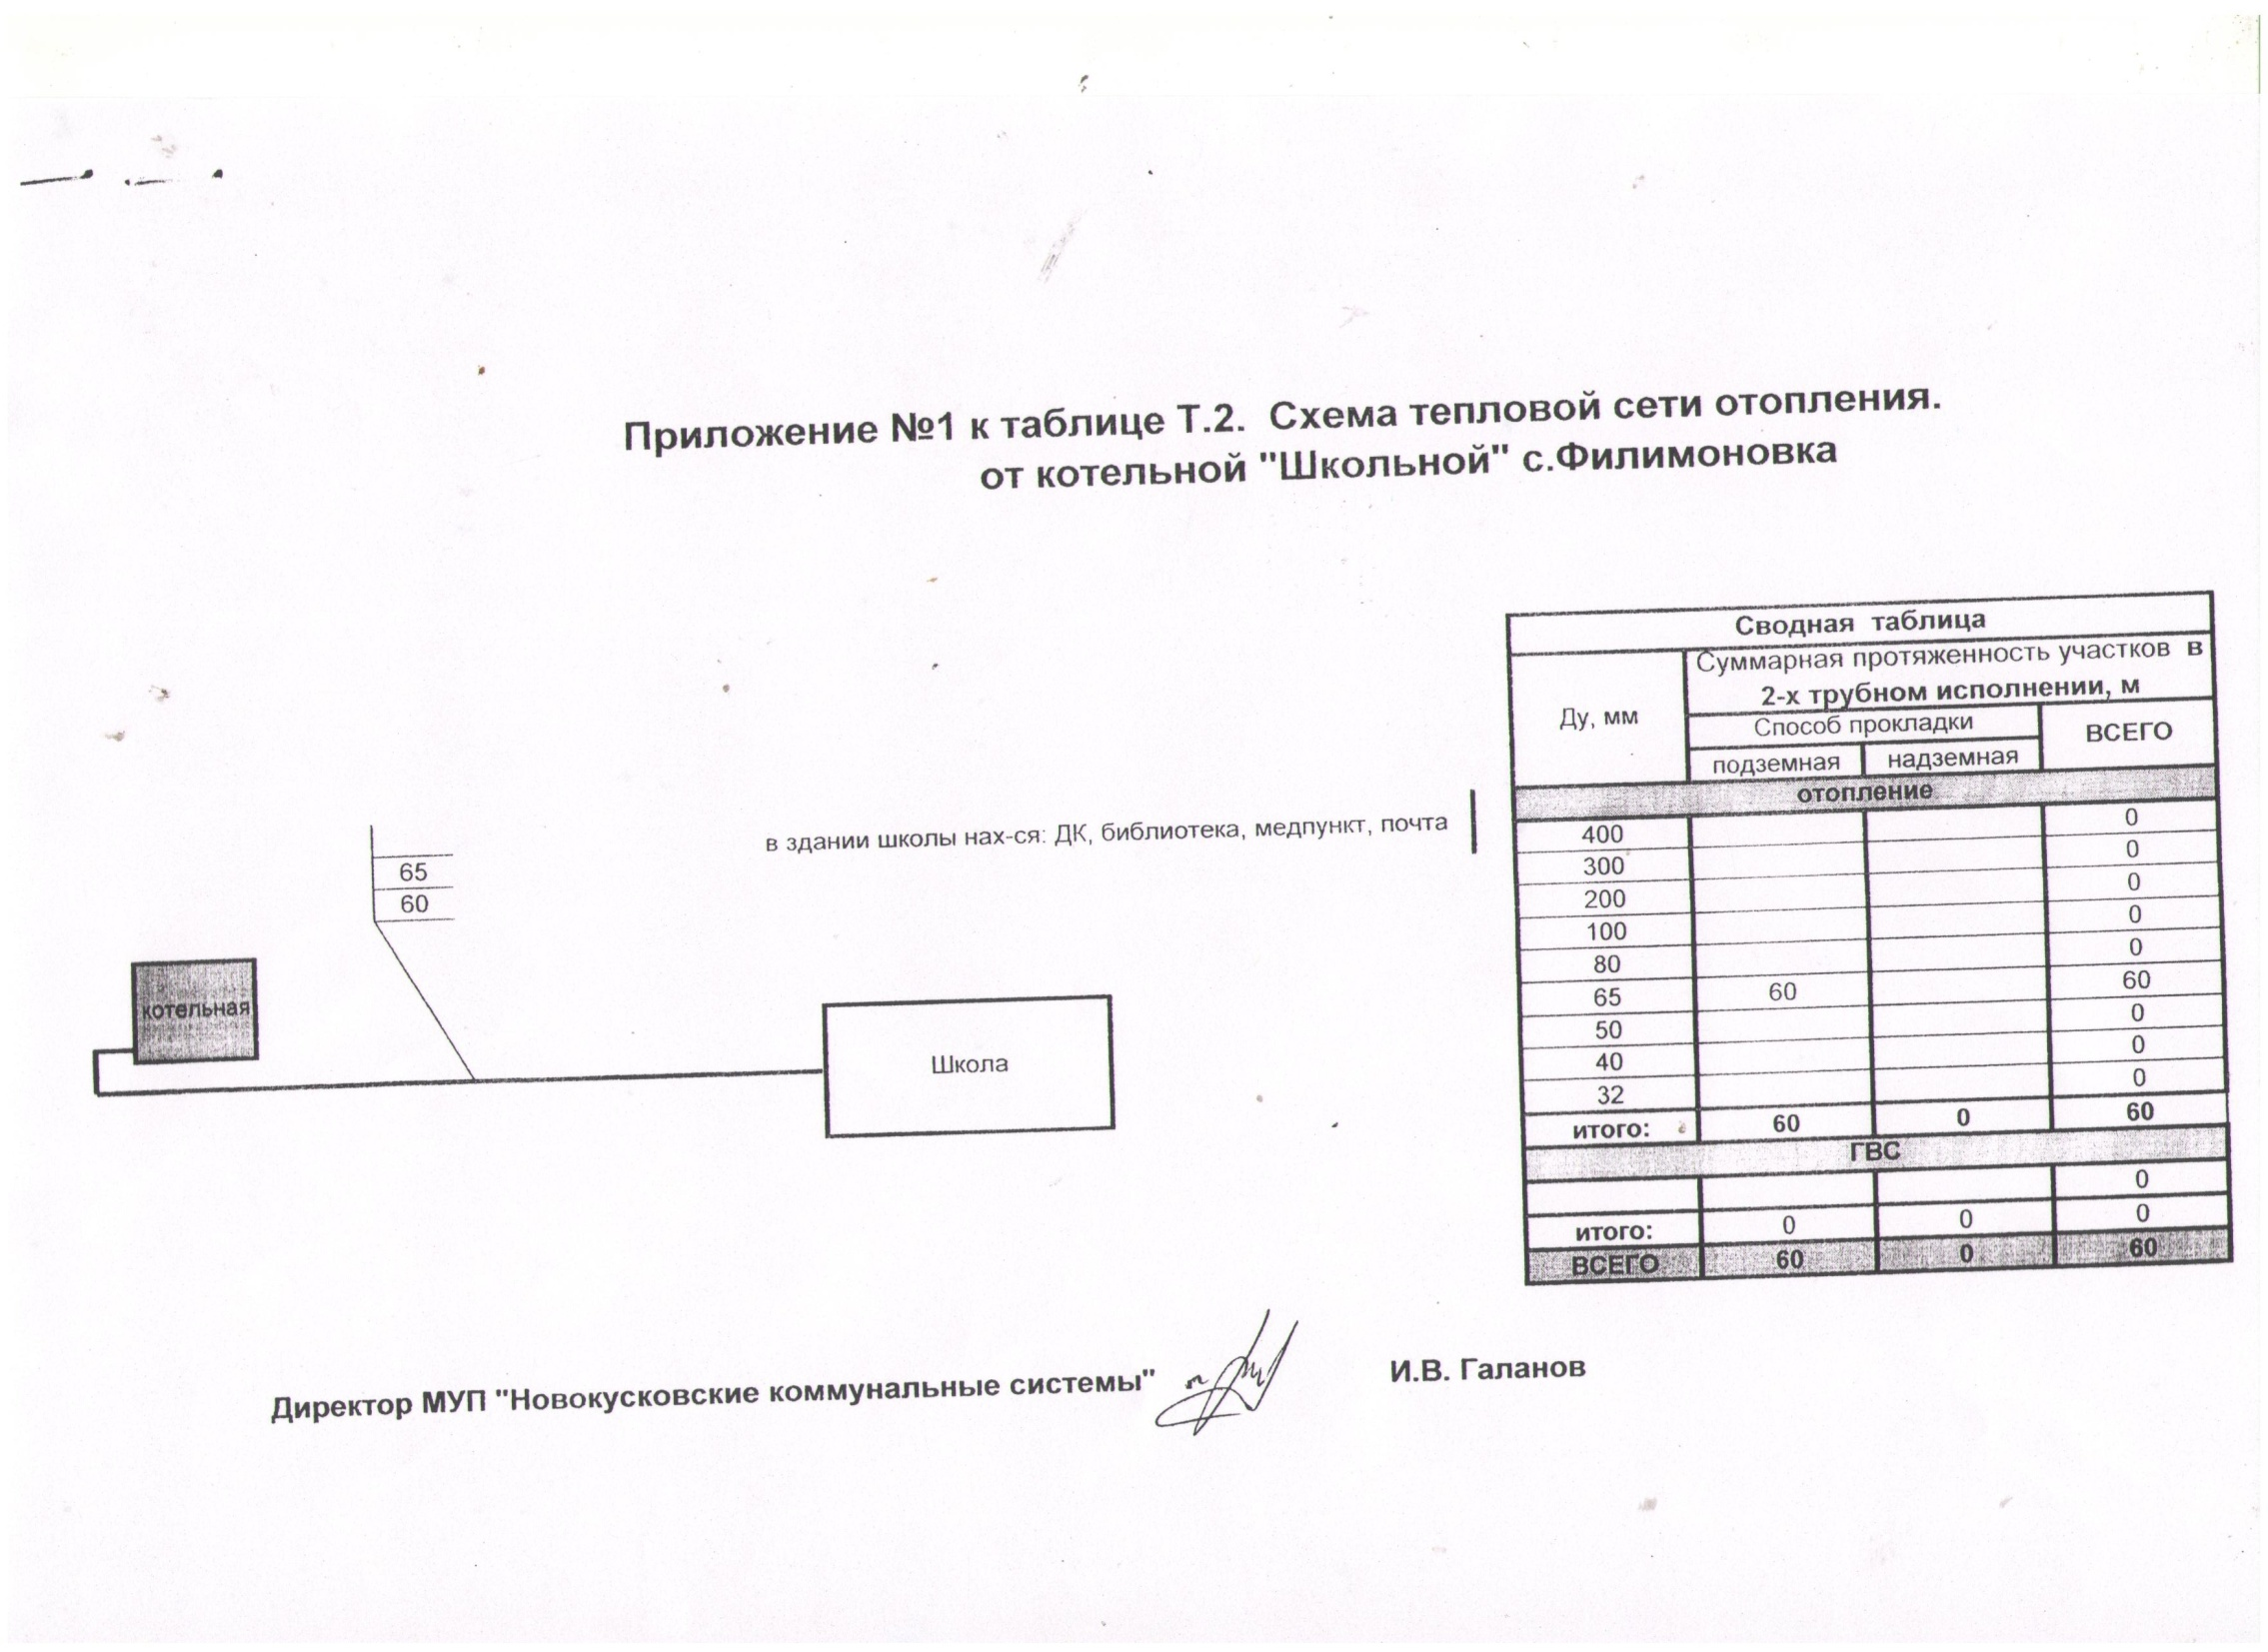 Приложение №1 к таблице Т.2. Схема тепловой сети отопления.
от котельной "Школьной" с.Филимоновка
в здании школы нах-ся: ДК, библиотека, медпункт, почта
65
60
котельная
Школа
Сводная таблица
Ду, мм
Суммарная протяженность участков в
2-х трубном исполнении, м
Способ прокладки
ВСЕГО
подземная надземная
отопление
400 0
300 0
200 0
100 0
80 0
65 60 60
50 0
40 0
32 0
итого: 60 0 60
ГВС
0
итого: 0 0 0
ВСЕГО 60 0 60
Директор МУП "Новокусковские коммунальные системы" И.В. Галанов